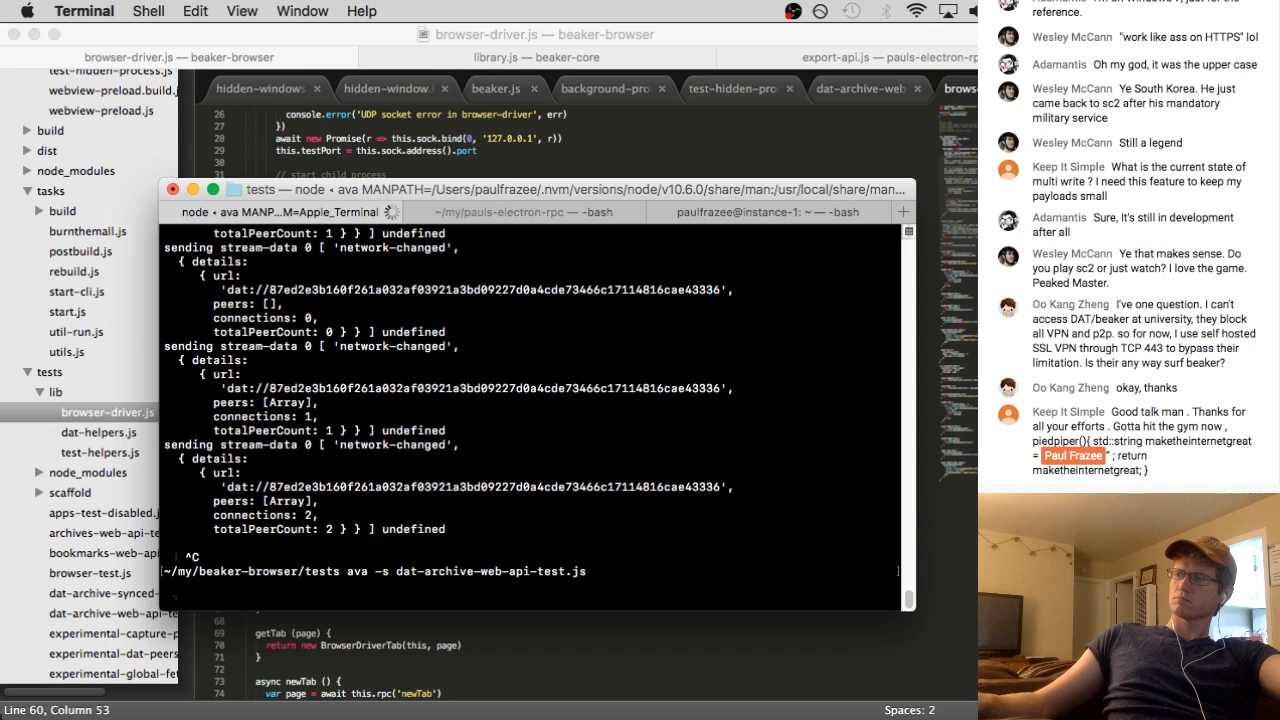 Terminal Shell Edit View Window Help
browser-driver.js — beaker-browser
browser-driver.js — beaker-browser
library.js — beaker-core
export-api.js — pauls-electron-rp
test-hidden-process.js
webview-preload.build.j
webview-preload.js
build
dist
node_modules
tasks
build
burnthemall.js
postbuild.js
rebuild.js
start-cli.js
start.js
util-run.js
utils.js
tests
lib
browser-driver.js
dat-helpers.js
test-helpers.js
node_modules
scaffold
apps-test-disabled.j
archives-web-api-te
bookmarks-web-api-t
browser-test.js
dat-archive-synced-
dat-archive-web-api-t
experimental-capture-p
experimental-dat-peers
experimental-global-fet
hidden-windows × hidden-window. × beaker.js × background-pro × test-hidden-pro × dat-archive-web × brows
26 console.error('UDP socket error in browser-driver', err)
27 })
28 await new Promise(r => this.sock.bind(0, '127.0.0.1', r))
29 this.testPort = this.sock.address().port
30
31 // start child process
tests — node ◂ ava MANPATH=/Users/paulfrazee/.nvm/versions/node/v10.6.0/share/man:/usr/local/share/man...
node ◂ ava MANP...M=Apple_Terminal
~/my/pauls-electron-rpc — -bash
paulfrazee@instance-1: ~ — -bash
+
totalPeerCount: 1 } } ] undefined
sending stream-data 0 [ 'network-changed',
{ details:
{ url:
'dat://87ed2e3b160f261a032af03921a3bd09227d0a4cde73466c17114816cae43336',
peers: [],
connections: 0,
totalPeerCount: 0 } } ] undefined
sending stream-data 0 [ 'network-changed',
{ details:
{ url:
'dat://87ed2e3b160f261a032af03921a3bd09227d0a4cde73466c17114816cae43336',
peers: [Array],
connections: 1,
totalPeerCount: 1 } } ] undefined
sending stream-data 0 [ 'network-changed',
{ details:
{ url:
'dat://87ed2e3b160f261a032af03921a3bd09227d0a4cde73466c17114816cae43336',
peers: [Array],
connections: 2,
totalPeerCount: 2 } } ] undefined
^C
[~/my/beaker-browser/tests ava -s dat-archive-web-api-test.js ]
68
69 getTab (page) {
70 return new BrowserDriverTab(this, page)
71 }
72
73 async newTab () {
74 var page = await this.rpc('newTab')
Line 60, Column 53
Spaces: 2
reference.
Wesley McCann "work like ass on HTTPS" lol
Adamantis Oh my god, it was the upper case
Wesley McCann Ye South Korea. He just
came back to sc2 after his mandatory
military service
Wesley McCann Still a legend
Keep It Simple What is the current state of
multi write ? I need this feature to keep my
payloads small
Adamantis Sure, It's still in development
after all
Wesley McCann Ye that makes sense. Do
you play sc2 or just watch? I love the game.
Peaked Master.
Oo Kang Zheng I've one question. I can't
access DAT/beaker at university, they block
all VPN and p2p. so for now, I use self hosted
SSL VPN through TCP 443 to bypass their
limitation. Is their any way surf beaker?
Oo Kang Zheng okay, thanks
Keep It Simple Good talk man . Thanks for
all your efforts . Gotta hit the gym now ,
piedpiper(){ std::string maketheinternetgreat
= Paul Frazee " ; return
maketheinternetgreat; }